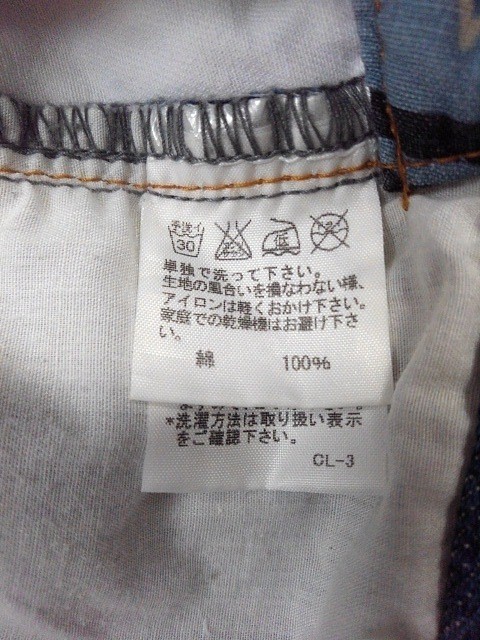 手洗イ
30
低
単独で洗って下さい。
生地の風合いを損なわない様、
アイロンは軽くおかけ下さい。
家庭での乾燥機はお避け下さ
い。
綿 100%
*洗濯方法は取り扱い表示
をご確認下さい。
CL-3